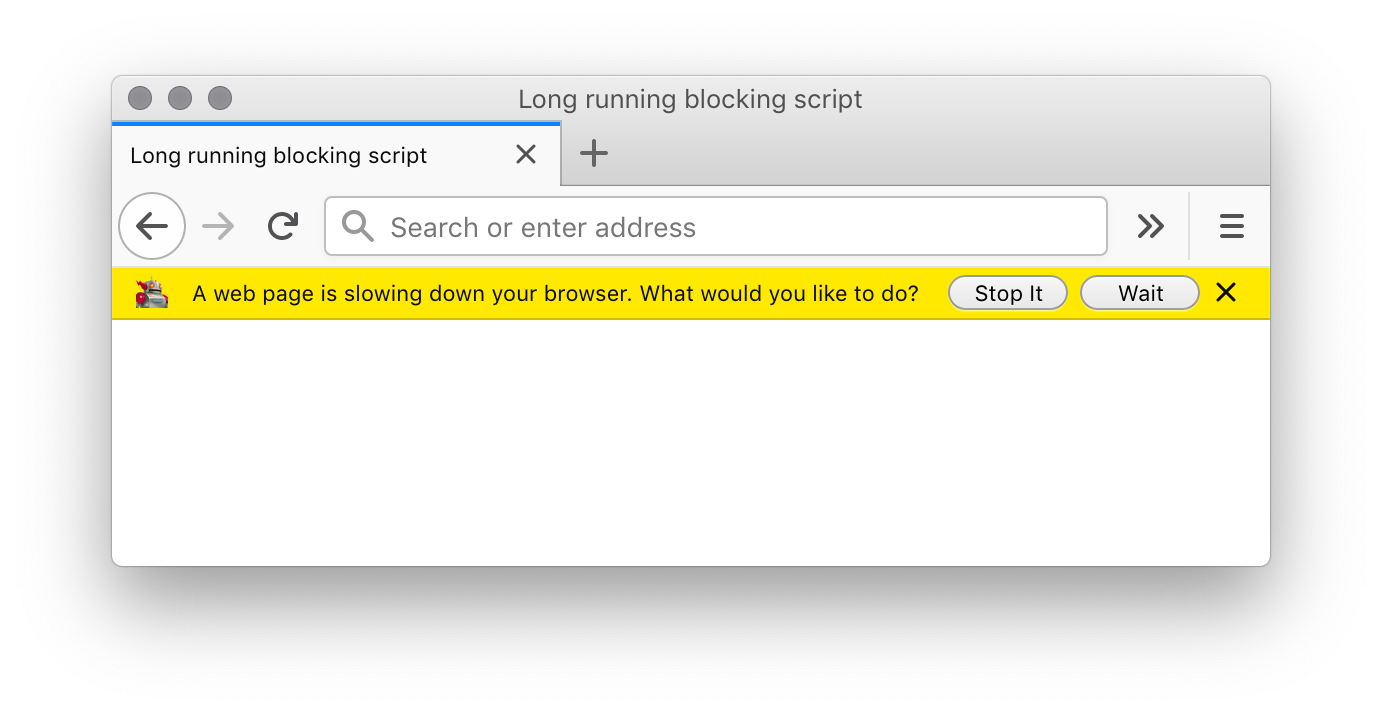 Long running blocking script
Long running blocking script
Search or enter address
A web page is slowing down your browser. What would you like to do? Stop It Wait